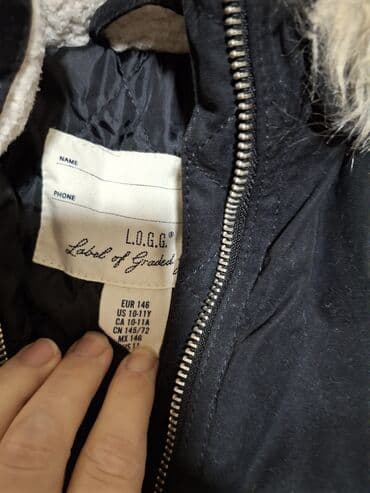 NAME
PHONE
L.O.G.G.®
Label of Graded
EUR 146
US 10-11Y
CA 10-11A
CN 145/72
MX 146